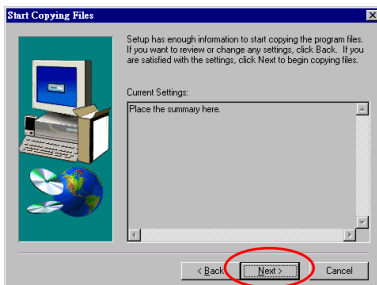 Start Copying Files
Setup has enough information to start copying the program files.
If you want to review or change any settings, click Back. If you
are satisfied with the settings, click Next to begin copying files.
Current Settings:
Place the summary here.
< Back
Next >
Cancel